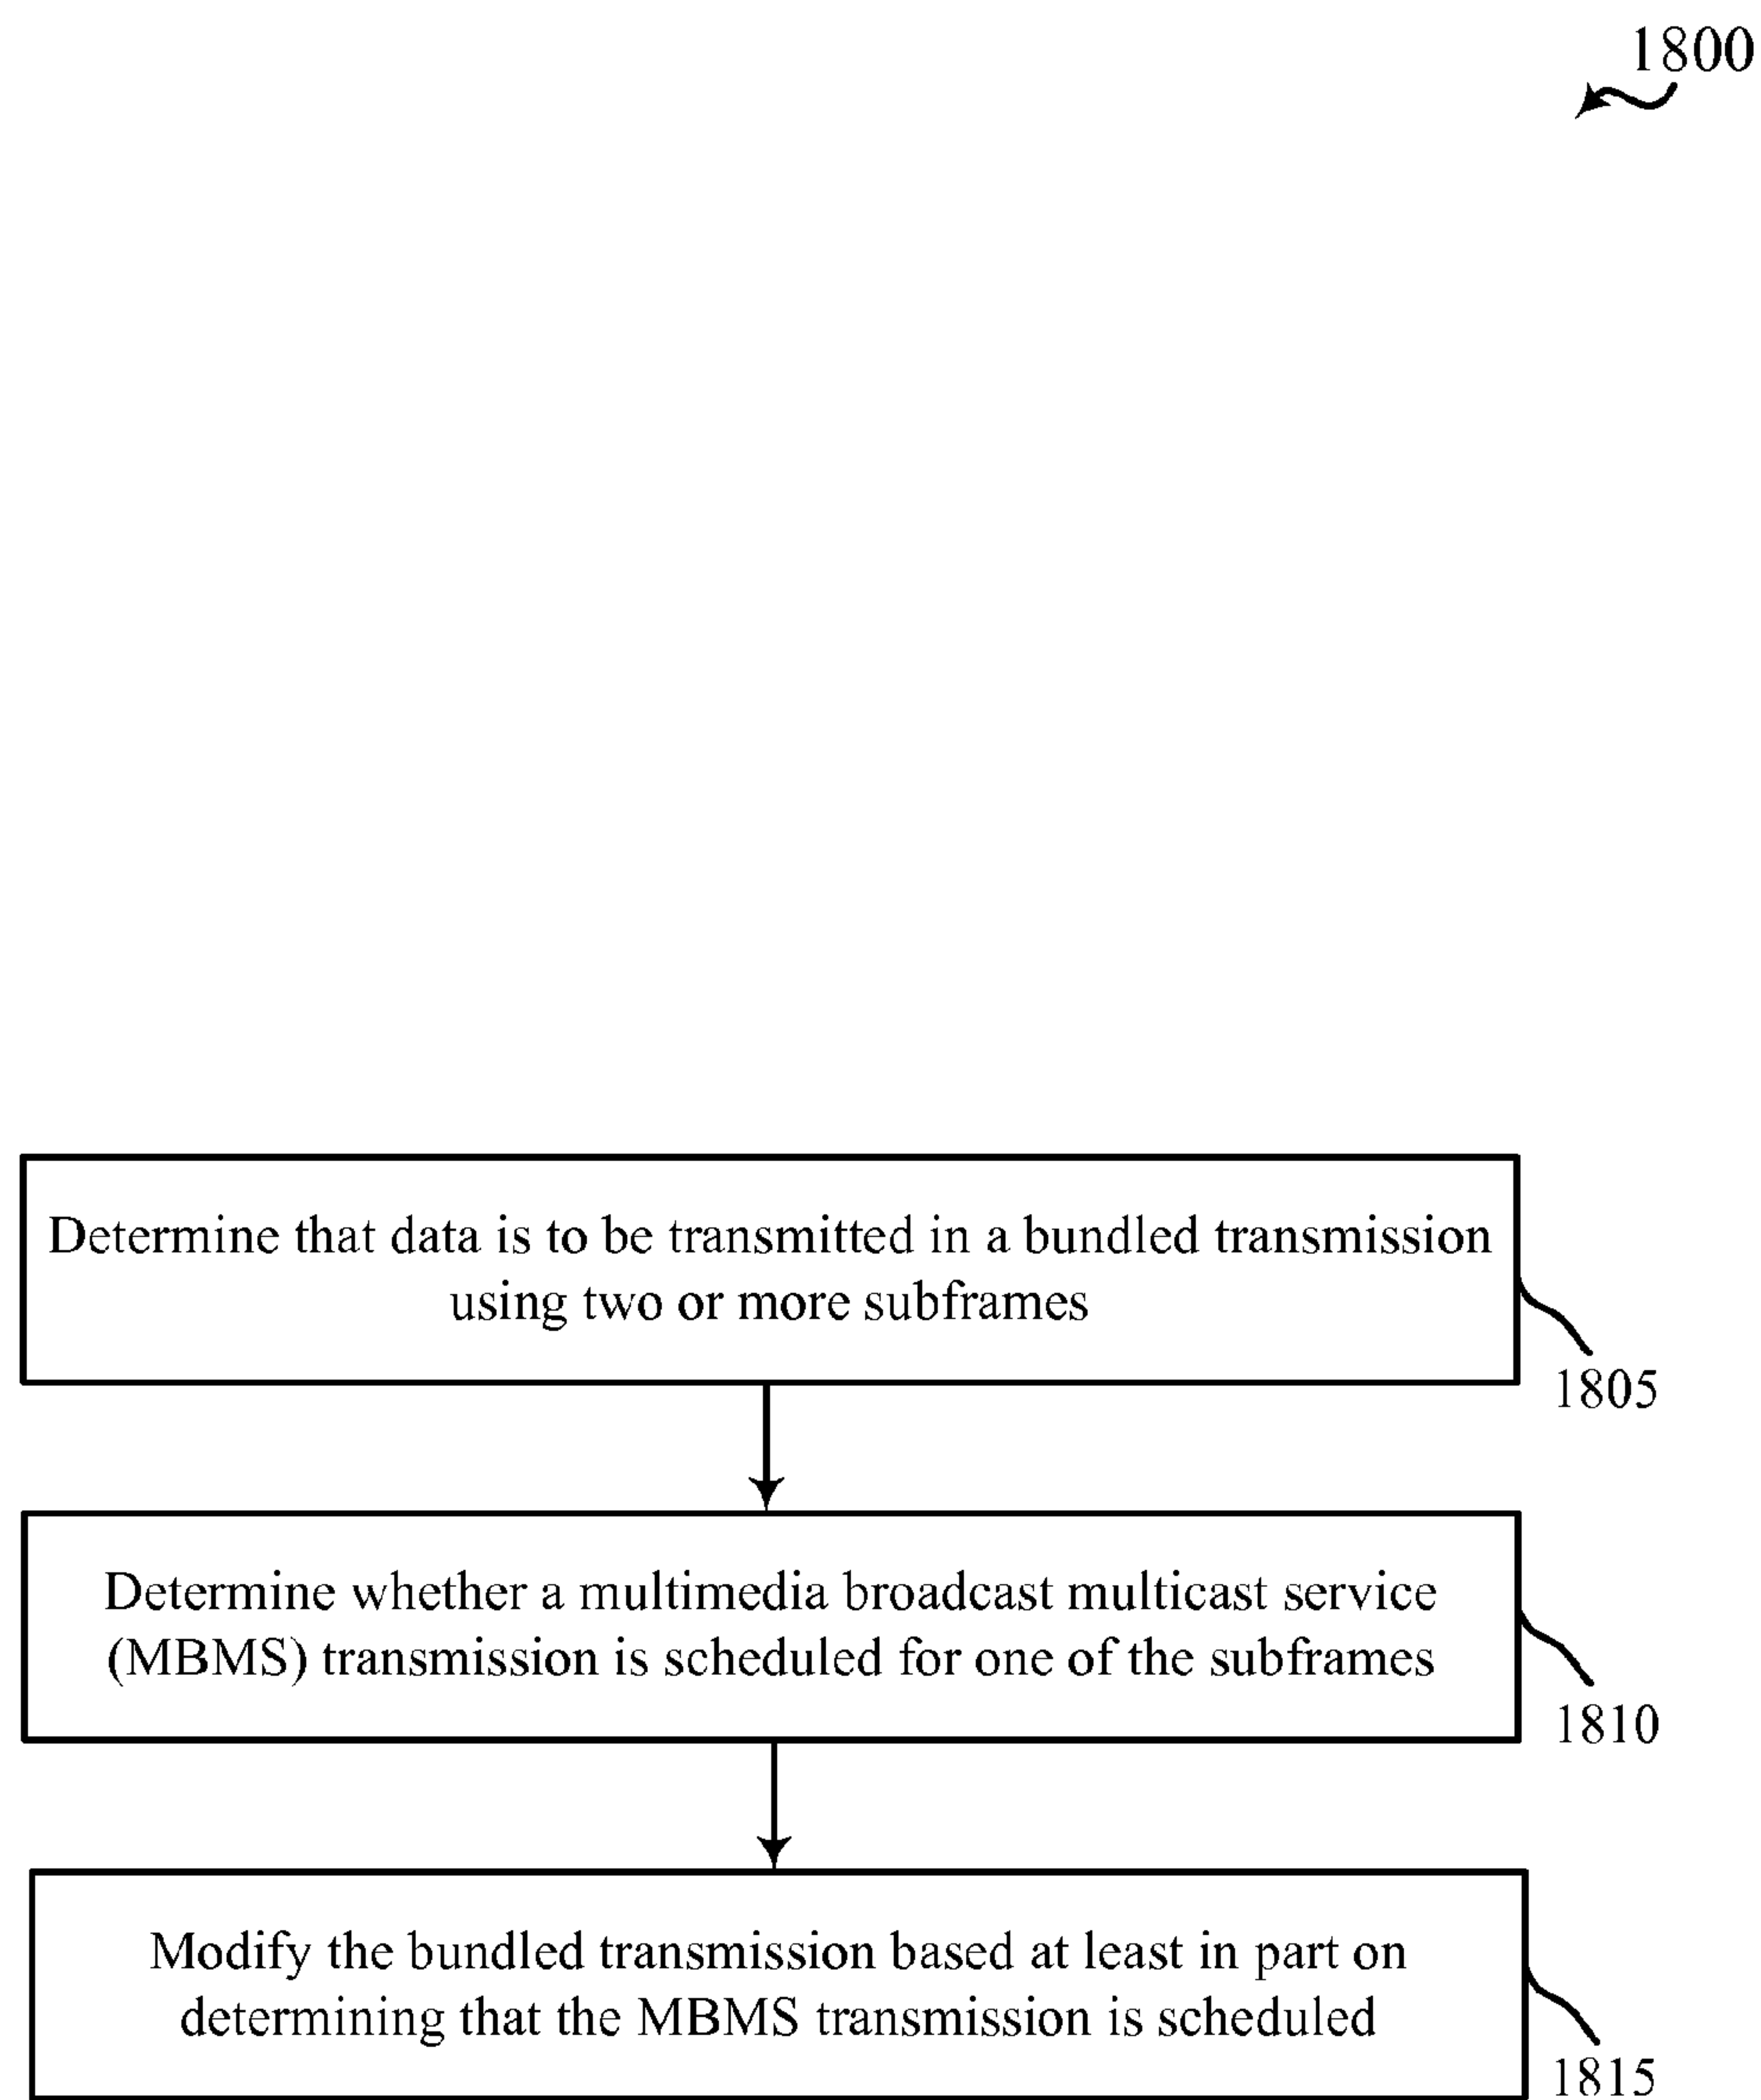 1800
Determine that data is to be transmitted in a bundled transmission
using two or more subframes
1805
Determine whether a multimedia broadcast multicast service
(MBMS) transmission is scheduled for one of the subframes
1810
Modify the bundled transmission based at least in part on
determining that the MBMS transmission is scheduled
1815